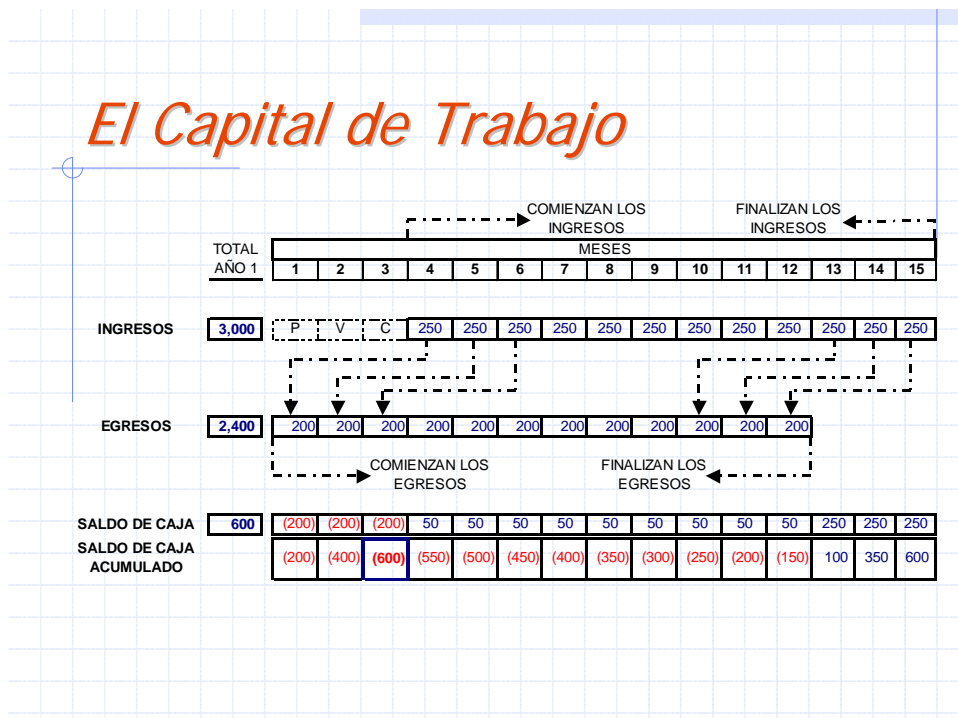 El Capital de Trabajo
COMIENZAN LOS INGRESOS
FINALIZAN LOS INGRESOS
TOTAL AÑO 1
MESES
1 2 3 4 5 6 7 8 9 10 11 12 13 14 15
INGRESOS 3,000 P V C 250 250 250 250 250 250 250 250 250 250 250 250
EGRESOS 2,400 200 200 200 200 200 200 200 200 200 200 200 200
COMIENZAN LOS EGRESOS
FINALIZAN LOS EGRESOS
SALDO DE CAJA 600 (200) (200) (200) 50 50 50 50 50 50 50 50 50 250 250 250
SALDO DE CAJA ACUMULADO (200) (400) (600) (550) (500) (450) (400) (350) (300) (250) (200) (150) 100 350 600